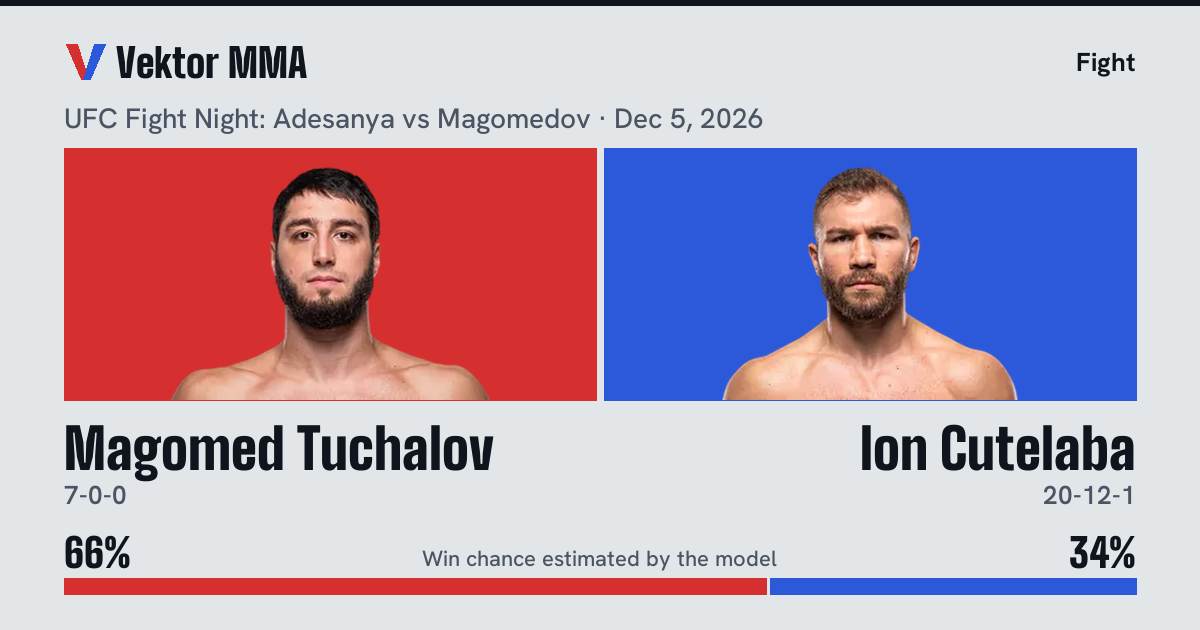 Vektor MMA
Fight
UFC Fight Night: Adesanya vs Magomedov · Dec 5, 2026
Magomed Tuchalov
Ion Cutelaba
7-0-0
20-12-1
66%
Win chance estimated by the model
34%